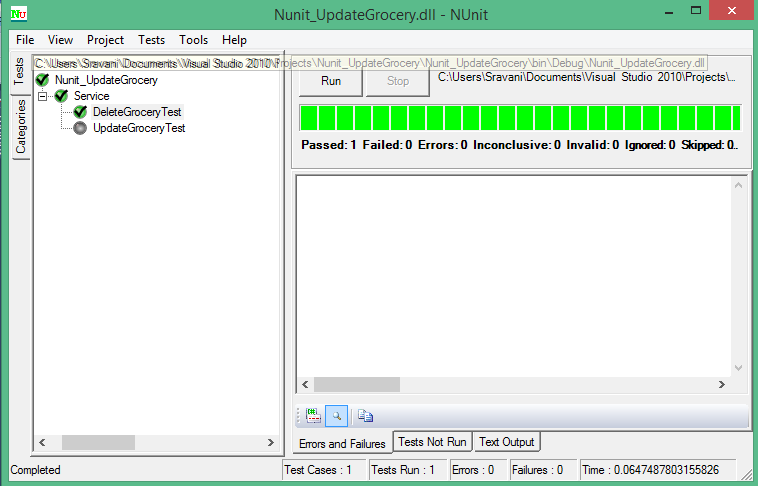 NU
Nunit_UpdateGrocery.dll - NUnit
File View Project Tests Tools Help
C:\Users\Sravani\Documents\Visual Studio 2010\Projects\Nunit_UpdateGrocery\Nunit_UpdateGrocery\bin\Debug\Nunit_UpdateGrocery.dll
Tests
Categories
Nunit_UpdateGrocery
Service
DeleteGroceryTest
UpdateGroceryTest
Run Stop C:\Users\Sravani\Documents\Visual Studio 2010\Projects\...
Passed: 1 Failed: 0 Errors: 0 Inconclusive: 0 Invalid: 0 Ignored: 0 Skipped: 0..
Errors and Failures Tests Not Run Text Output
Completed Test Cases : 1 Tests Run : 1 Errors : 0 Failures : 0 Time : 0.0647487803155826